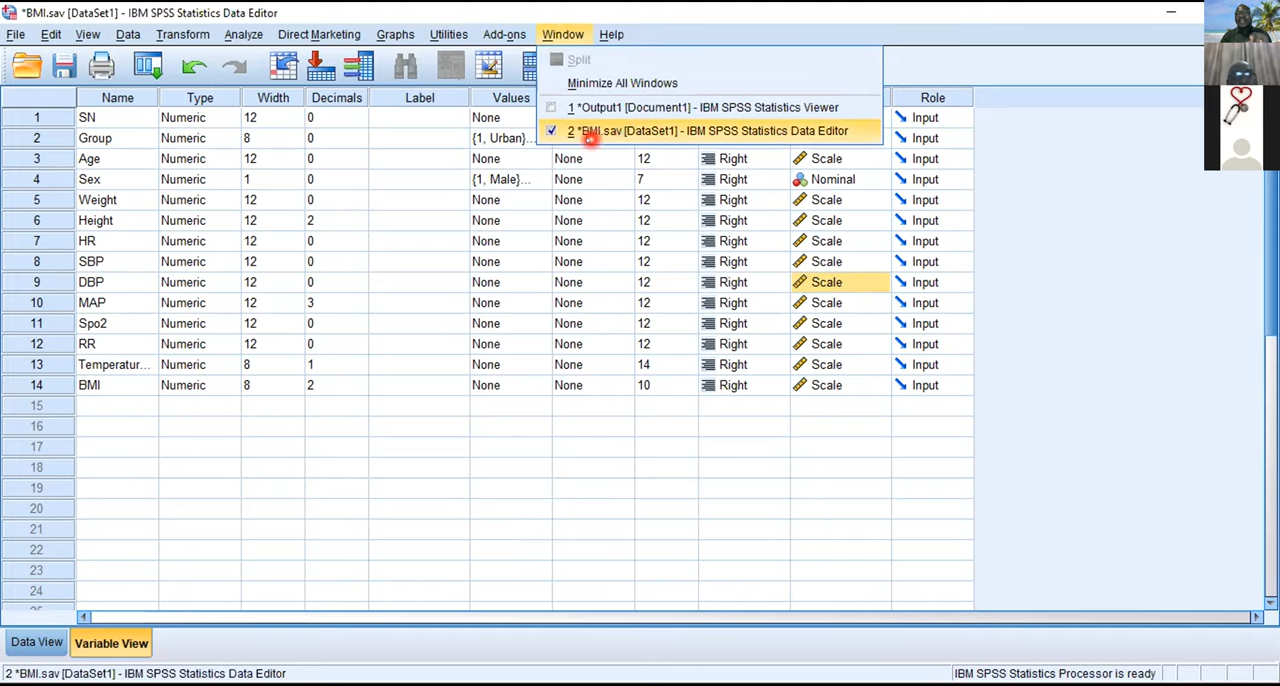 *BMI.sav [DataSet1] - IBM SPSS Statistics Data Editor
File Edit View Data Transform Analyze Direct Marketing Graphs Utilities Add-ons Window Help
Split
Minimize All Windows
1 *Output1 [Document1] - IBM SPSS Statistics Viewer
2 *BMI.sav [DataSet1] - IBM SPSS Statistics Data Editor
Name Type Width Decimals Label Values Role
1 SN Numeric 12 0 None Input
2 Group Numeric 8 0 {1, Urban}... Input
3 Age Numeric 12 0 None None 12 Right Scale Input
4 Sex Numeric 1 0 {1, Male}... None 7 Right Nominal Input
5 Weight Numeric 12 0 None None 12 Right Scale Input
6 Height Numeric 12 2 None None 12 Right Scale Input
7 HR Numeric 12 0 None None 12 Right Scale Input
8 SBP Numeric 12 0 None None 12 Right Scale Input
9 DBP Numeric 12 0 None None 12 Right Scale Input
10 MAP Numeric 12 3 None None 12 Right Scale Input
11 Spo2 Numeric 12 0 None None 12 Right Scale Input
12 RR Numeric 12 0 None None 12 Right Scale Input
13 Temperatur... Numeric 8 1 None None 14 Right Scale Input
14 BMI Numeric 8 2 None None 10 Right Scale Input
15
16
17
18
19
20
21
22
23
24
Data View Variable View
2 *BMI.sav [DataSet1] - IBM SPSS Statistics Data Editor IBM SPSS Statistics Processor is ready